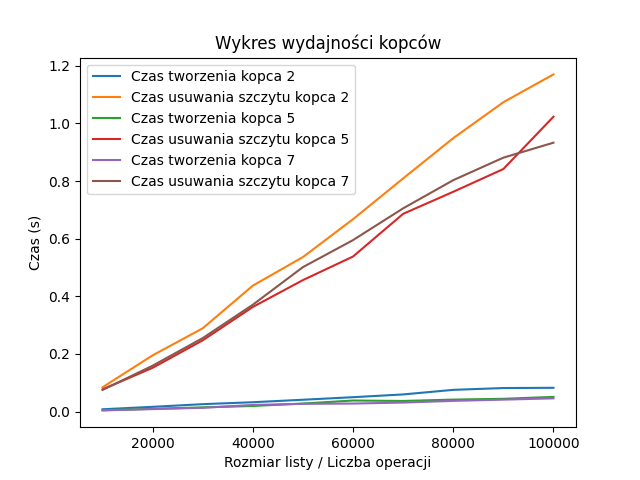 Wykres wydajności kopców
Czas tworzenia kopca 2
Czas usuwania szczytu kopca 2
Czas tworzenia kopca 5
Czas usuwania szczytu kopca 5
Czas tworzenia kopca 7
Czas usuwania szczytu kopca 7
Czas (s)
1.2
1.0
0.8
0.6
0.4
0.2
0.0
20000 40000 60000 80000 100000
Rozmiar listy / Liczba operacji